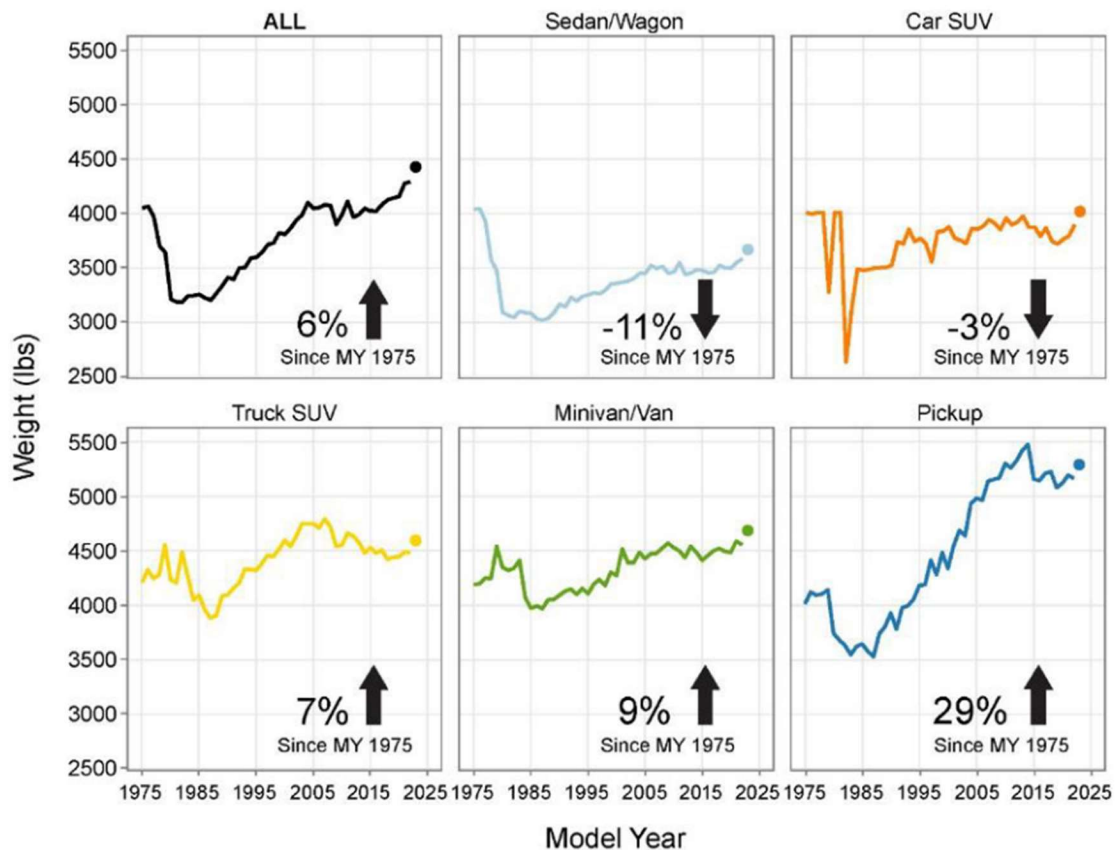 ALL
Sedan/Wagon
Car SUV
5500
5000
4500
4000
3500
3000
2500
6%
Since MY 1975
-11%
Since MY 1975
-3%
Since MY 1975
Weight (lbs)
Truck SUV
Minivan/Van
Pickup
5500
5000
4500
4000
3500
3000
2500
7%
Since MY 1975
9%
Since MY 1975
29%
Since MY 1975
1975 1985 1995 2005 2015 2025
1975 1985 1995 2005 2015 2025
1975 1985 1995 2005 2015 2025
Model Year